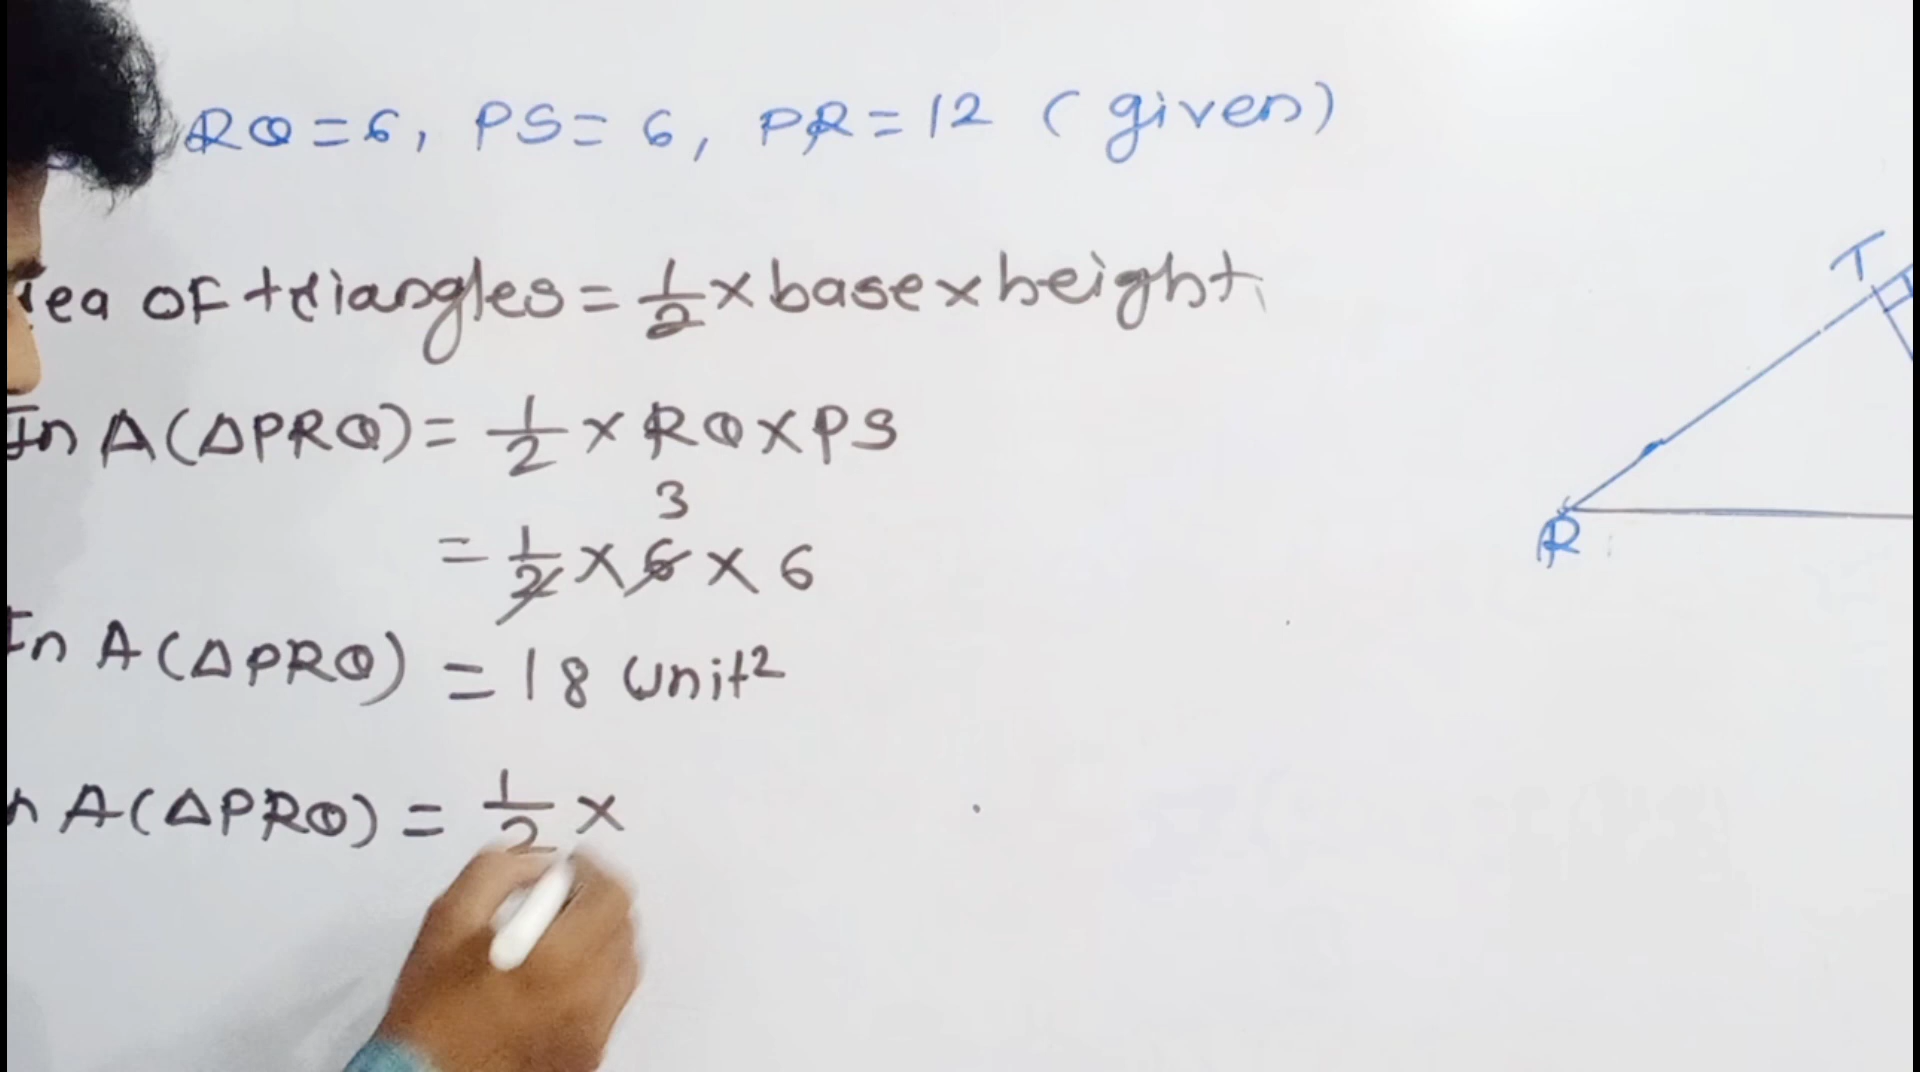 RQ = 6, PS = 6, PR = 12 (given)
rea of triangles = 1/2 × base × height
In A(△PRQ) = 1/2 × RQ × PS
3
= 1/2 × 6 × 6
In A(△PRQ) = 18 unit²
n A(△PRQ) = 1/2 ×
T
R